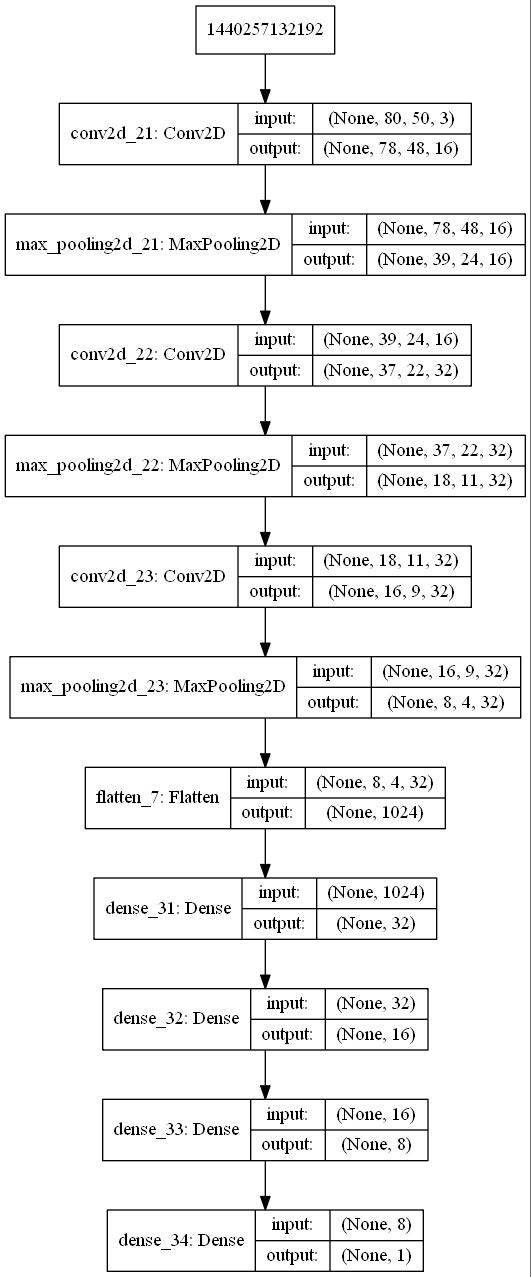 1440257132192
conv2d_21: Conv2D
input: (None, 80, 50, 3)
output: (None, 78, 48, 16)
max_pooling2d_21: MaxPooling2D
input: (None, 78, 48, 16)
output: (None, 39, 24, 16)
conv2d_22: Conv2D
input: (None, 39, 24, 16)
output: (None, 37, 22, 32)
max_pooling2d_22: MaxPooling2D
input: (None, 37, 22, 32)
output: (None, 18, 11, 32)
conv2d_23: Conv2D
input: (None, 18, 11, 32)
output: (None, 16, 9, 32)
max_pooling2d_23: MaxPooling2D
input: (None, 16, 9, 32)
output: (None, 8, 4, 32)
flatten_7: Flatten
input: (None, 8, 4, 32)
output: (None, 1024)
dense_31: Dense
input: (None, 1024)
output: (None, 32)
dense_32: Dense
input: (None, 32)
output: (None, 16)
dense_33: Dense
input: (None, 16)
output: (None, 8)
dense_34: Dense
input: (None, 8)
output: (None, 1)